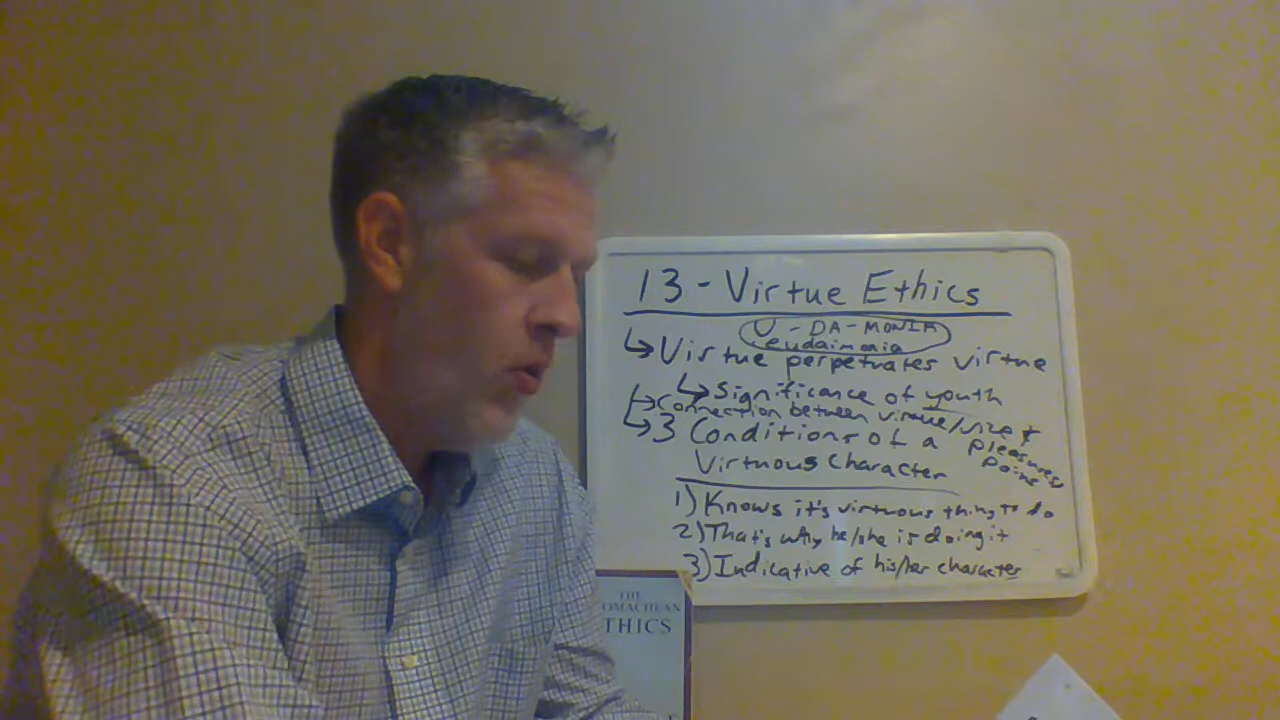 13 - Virtue Ethics
U - DA - MONIA
eudaimonia
↳ Virtue perpetuates virtue
↳ Significance of youth
↳ Connection between virtue/vice + pleasures/pains
↳ 3 Conditions of a
Virtuous Character
1) Knows it's virtuous thing to do
2) That's why he/she is doing it
3) Indicative of his/her character
THE
OMACHEAN
THICS